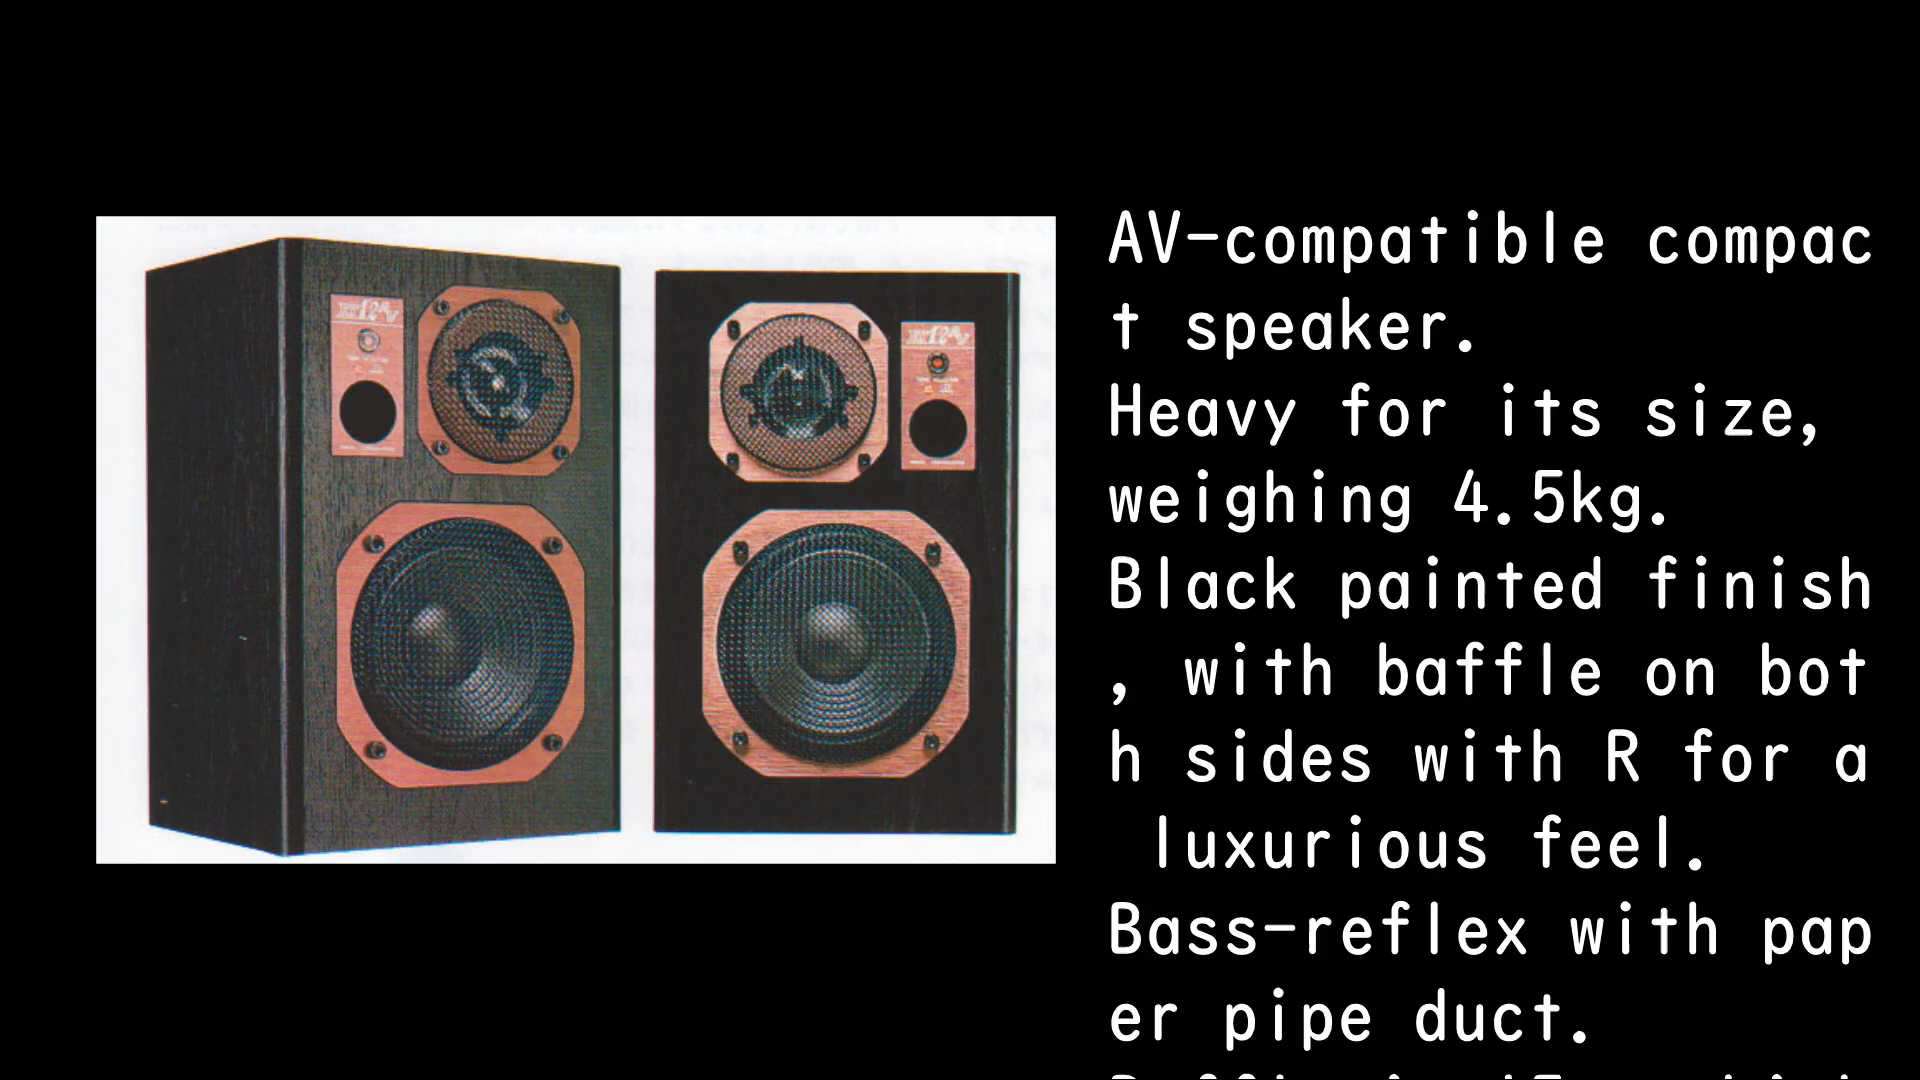 AV-compatible compac
t speaker.
Heavy for its size,
weighing 4.5kg.
Black painted finish
, with baffle on bot
h sides with R for a
luxurious feel.
Bass-reflex with pap
er pipe duct.